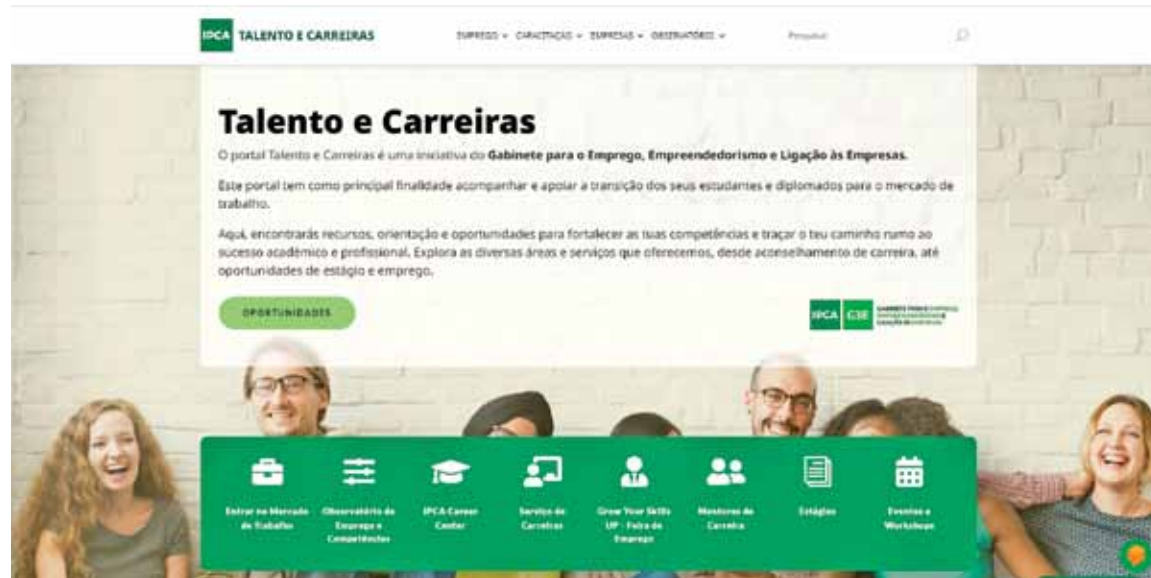 IPCA TALENTO E CARREIRAS
EMPREGO CAPACITAÇÃO EMPRESAS OBSERVATÓRIO
Pesquisar
Talento e Carreiras
O portal Talento e Carreiras é uma iniciativa do Gabinete para o Emprego, Empreendedorismo e Ligação às Empresas.
Este portal tem como principal finalidade acompanhar e apoiar a transição dos seus estudantes e diplomados para o mercado de
trabalho.
Aqui, encontrarás recursos, orientação e oportunidades para fortalecer as tuas competências e traçar o teu caminho rumo ao
sucesso académico e profissional. Explora as diversas áreas e serviços que oferecemos, desde aconselhamento de carreira, até
oportunidades de estágio e emprego.
OPORTUNIDADES
IPCA G3E
Entrar no Mercado
de Trabalho
Observatório de
Emprego e
Competências
IPCA Career
Center
Serviço de
Carreiras
Grow Your Skills
UP - Feira de
Emprego
Mentores de
Carreira
Estágios
Eventos e
Workshops